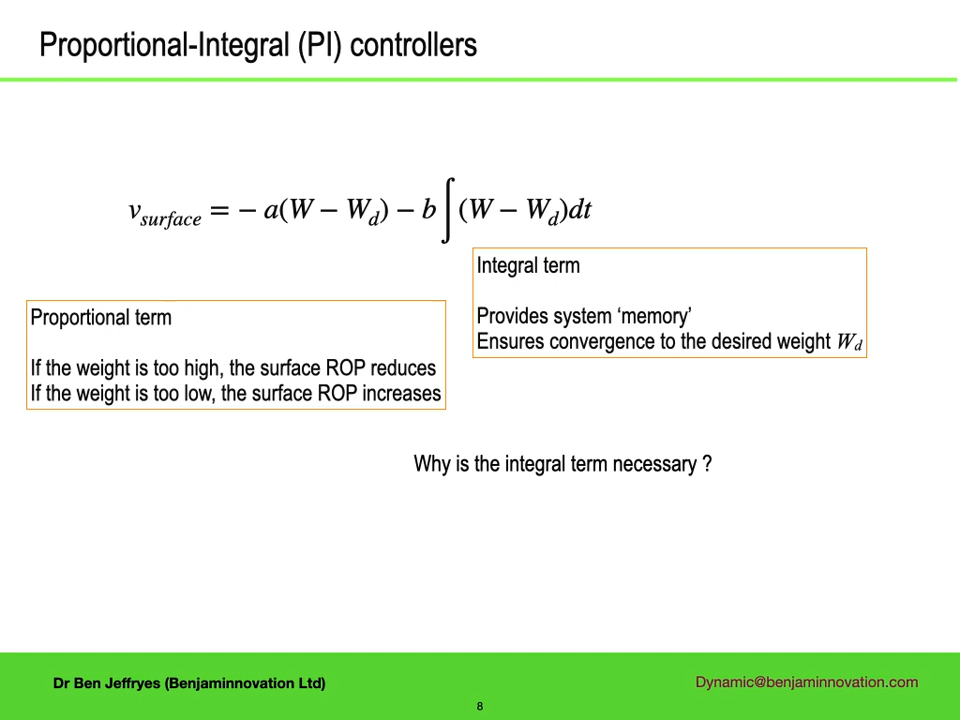 Proportional-Integral (PI) controllers
v_surface = − a(W − W_d) − b∫(W − W_d)dt
Integral term
Provides system ‘memory’
Ensures convergence to the desired weight W_d
Proportional term
If the weight is too high, the surface ROP reduces
If the weight is too low, the surface ROP increases
Why is the integral term necessary ?
Dr Ben Jeffryes (Benjaminnovation Ltd)
Dynamic@benjaminnovation.com
8